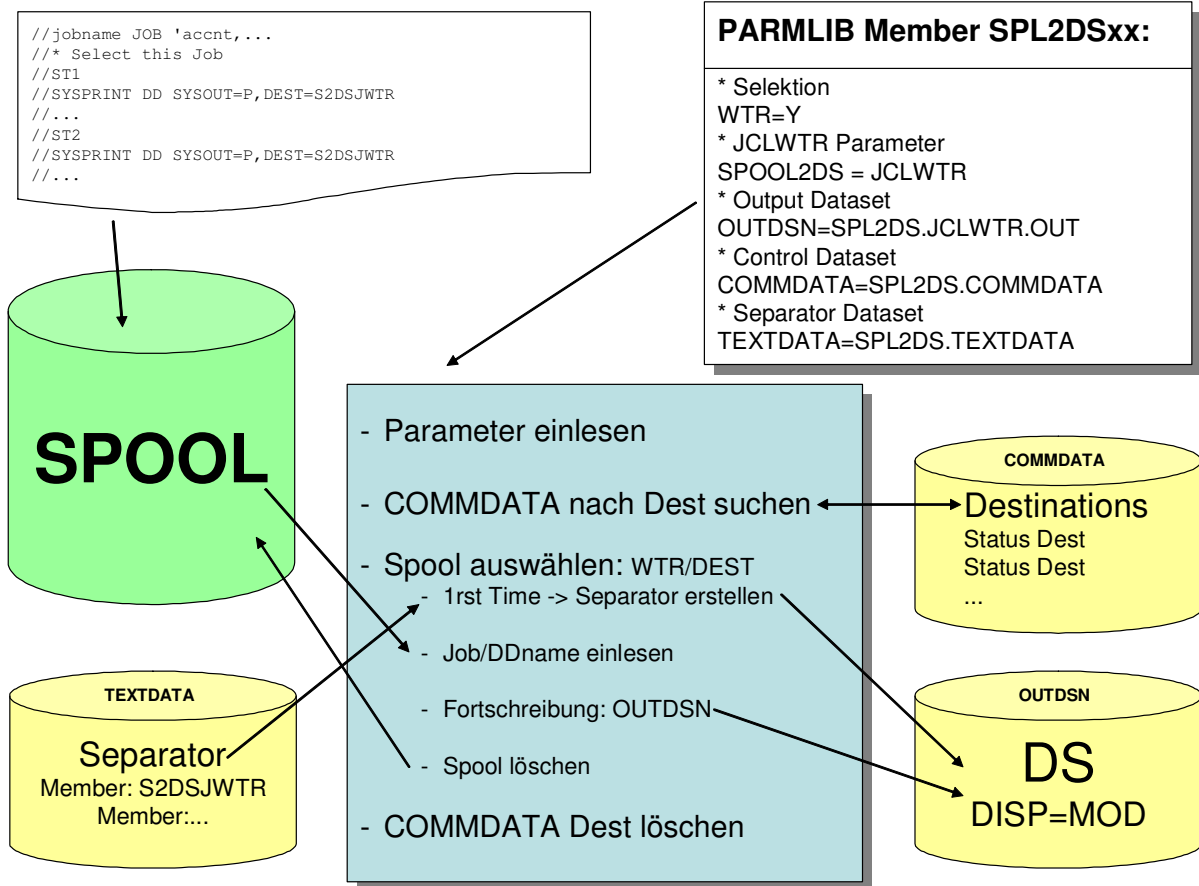 //jobname JOB 'accnt,...
//* Select this Job
//ST1
//SYSPRINT DD SYSOUT=P,DEST=S2DSJWTR
//...
//ST2
//SYSPRINT DD SYSOUT=P,DEST=S2DSJWTR
//...
PARMLIB Member SPL2DSxx:
* Selektion
WTR=Y
* JCLWTR Parameter
SPOOL2DS = JCLWTR
* Output Dataset
OUTDSN=SPL2DS.JCLWTR.OUT
* Control Dataset
COMMDATA=SPL2DS.COMMDATA
* Separator Dataset
TEXTDATA=SPL2DS.TEXTDATA
SPOOL
- Parameter einlesen
- COMMDATA nach Dest suchen
- Spool auswählen: WTR/DEST
- 1rst Time -> Separator erstellen
- Job/DDname einlesen
- Fortschreibung: OUTDSN
- Spool löschen
- COMMDATA Dest löschen
COMMDATA
Destinations
Status Dest
Status Dest
...
TEXTDATA
Separator
Member: S2DSJWTR
Member:...
OUTDSN
DS
DISP=MOD